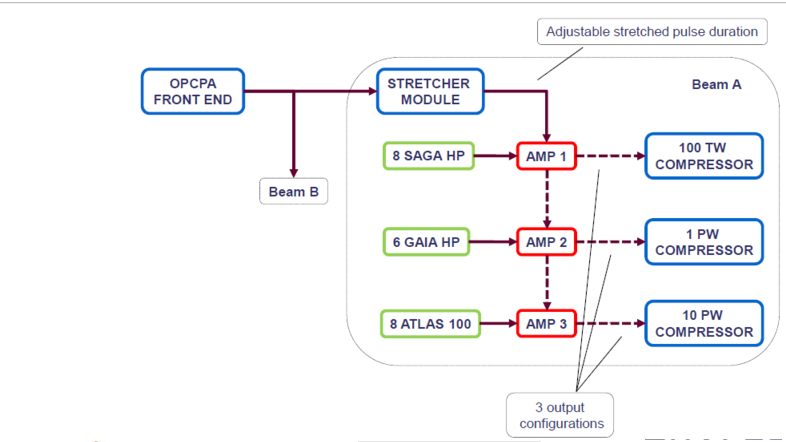 Adjustable stretched pulse duration
OPCPA
FRONT END
STRETCHER
MODULE
Beam A
8 SAGA HP
AMP 1
100 TW
COMPRESSOR
Beam B
6 GAIA HP
AMP 2
1 PW
COMPRESSOR
8 ATLAS 100
AMP 3
10 PW
COMPRESSOR
3 output
configurations